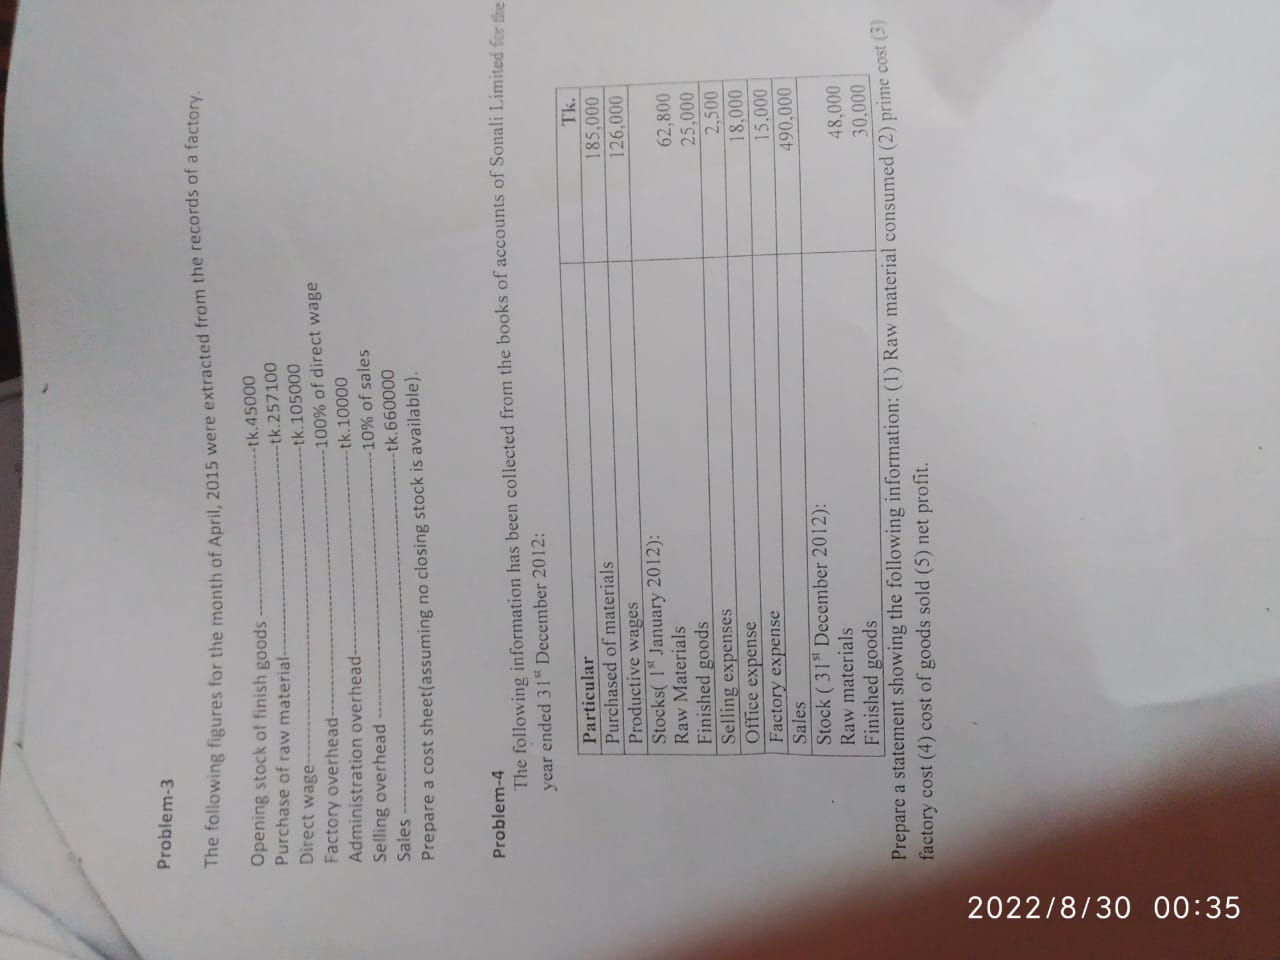 Problem-3
The following figures for the month of April, 2015 were extracted from the records of a factory.
Opening stock of finish goods ----------------------tk.45000
Purchase of raw material----------------------------tk.257100
Direct wage----------------------------------------------tk.105000
Factory overhead---------------------------------------100% of direct wage
Administration overhead-----------------------------tk.10000
Selling overhead ---------------------------------------10% of sales
Sales ------------------------------------------------------tk.660000
Prepare a cost sheet(assuming no closing stock is available).
Problem-4
The following information has been collected from the books of accounts of Sonali Limited for the
year ended 31st December 2012:
Particular Tk.
Purchased of materials 185,000
Productive wages 126,000
Stocks( 1st January 2012):
Raw Materials 62,800
Finished goods 25,000
Selling expenses 2,500
Office expense 18,000
Factory expense 15,000
Sales 490,000
Stock ( 31st December 2012):
Raw materials 48,000
Finished goods 30,000
Prepare a statement showing the following information: (1) Raw material consumed (2) prime cost (3)
factory cost (4) cost of goods sold (5) net profit.
2022/8/30 00:35